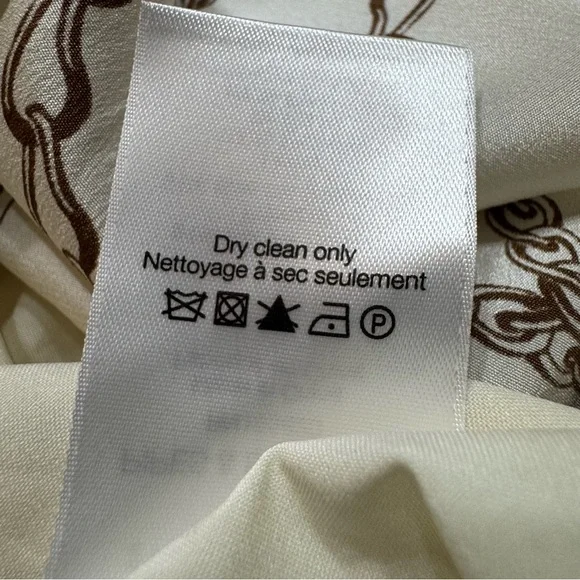 Dry clean only
Nettoyage à sec seulement
P